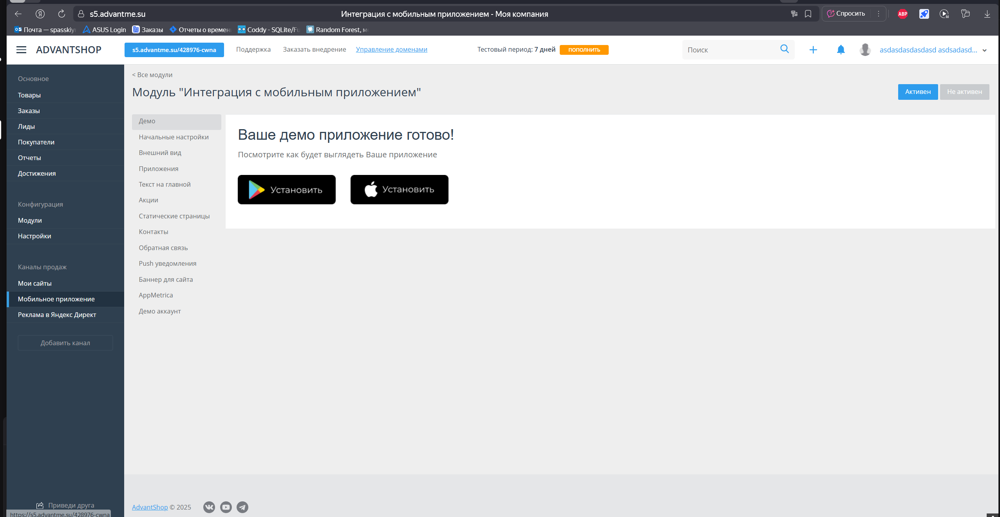 s5.advantme.su
Интеграция с мобильным приложением - Моя компания
Спросить
ABP
Почта — spasskiy
ASUS Login
Заказы
Отчеты о времен
Coddy - SQLite/Fu
Random Forest, м
ADVANTSHOP
s5.advantme.su/428976-cwna
Поддержка
Заказать внедрение
Управление доменами
Тестовый период: 7 дней
ПОПОЛНИТЬ
Поиск
asdasdasdasdasd asdsadasd...
Основное
Товары
Заказы
Лиды
Покупатели
Отчеты
Достижения
Конфигурация
Модули
Настройки
Каналы продаж
Мои сайты
Мобильное приложение
Реклама в Яндекс Директ
Добавить канал
Приведи друга
https://s5.advantme.su/428976-cwna
< Все модули
Модуль "Интеграция с мобильным приложением"
Активен
Не активен
Демо
Начальные настройки
Внешний вид
Приложения
Текст на главной
Акции
Статические страницы
Контакты
Обратная связь
Push уведомления
Баннер для сайта
AppMetrica
Демо аккаунт
Ваше демо приложение готово!
Посмотрите как будет выглядеть Ваше приложение
Установить
Установить
AdvantShop © 2025